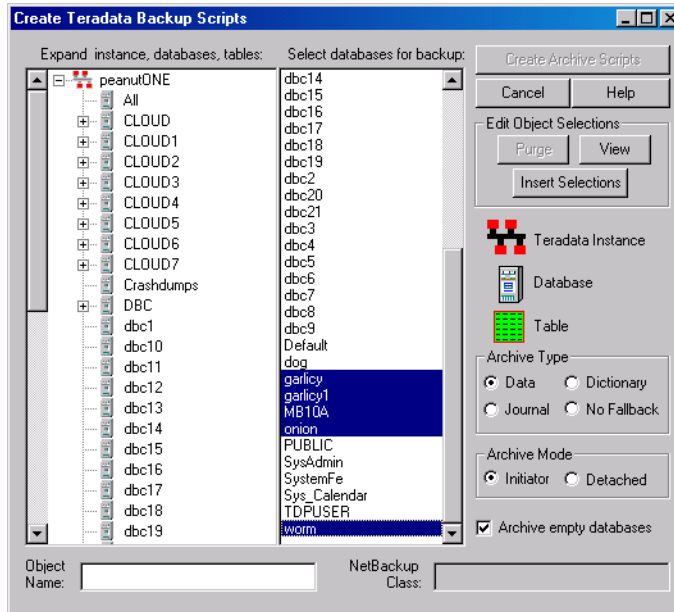 Create Teradata Backup Scripts
Expand instance, databases, tables:
peanutONE
All
CLOUD
CLOUD1
CLOUD2
CLOUD3
CLOUD4
CLOUD5
CLOUD6
CLOUD7
Crashdumps
DBC
dbc1
dbc10
dbc11
dbc12
dbc13
dbc14
dbc15
dbc16
dbc17
dbc18
dbc19
Select databases for backup:
dbc14
dbc15
dbc16
dbc17
dbc18
dbc19
dbc2
dbc20
dbc21
dbc3
dbc4
dbc5
dbc6
dbc7
dbc8
dbc9
Default
dog
garlicy
garlicy1
MB10A
onion
PUBLIC
SysAdmin
SystemFe
Sys_Calendar
TDPUSER
worm
Create Archive Scripts
Cancel
Help
Edit Object Selections
Purge
View
Insert Selections
Teradata Instance
Database
Table
Archive Type
Data
Dictionary
Journal
No Fallback
Archive Mode
Initiator
Detached
Archive empty databases
Object
Name:
NetBackup
Class: